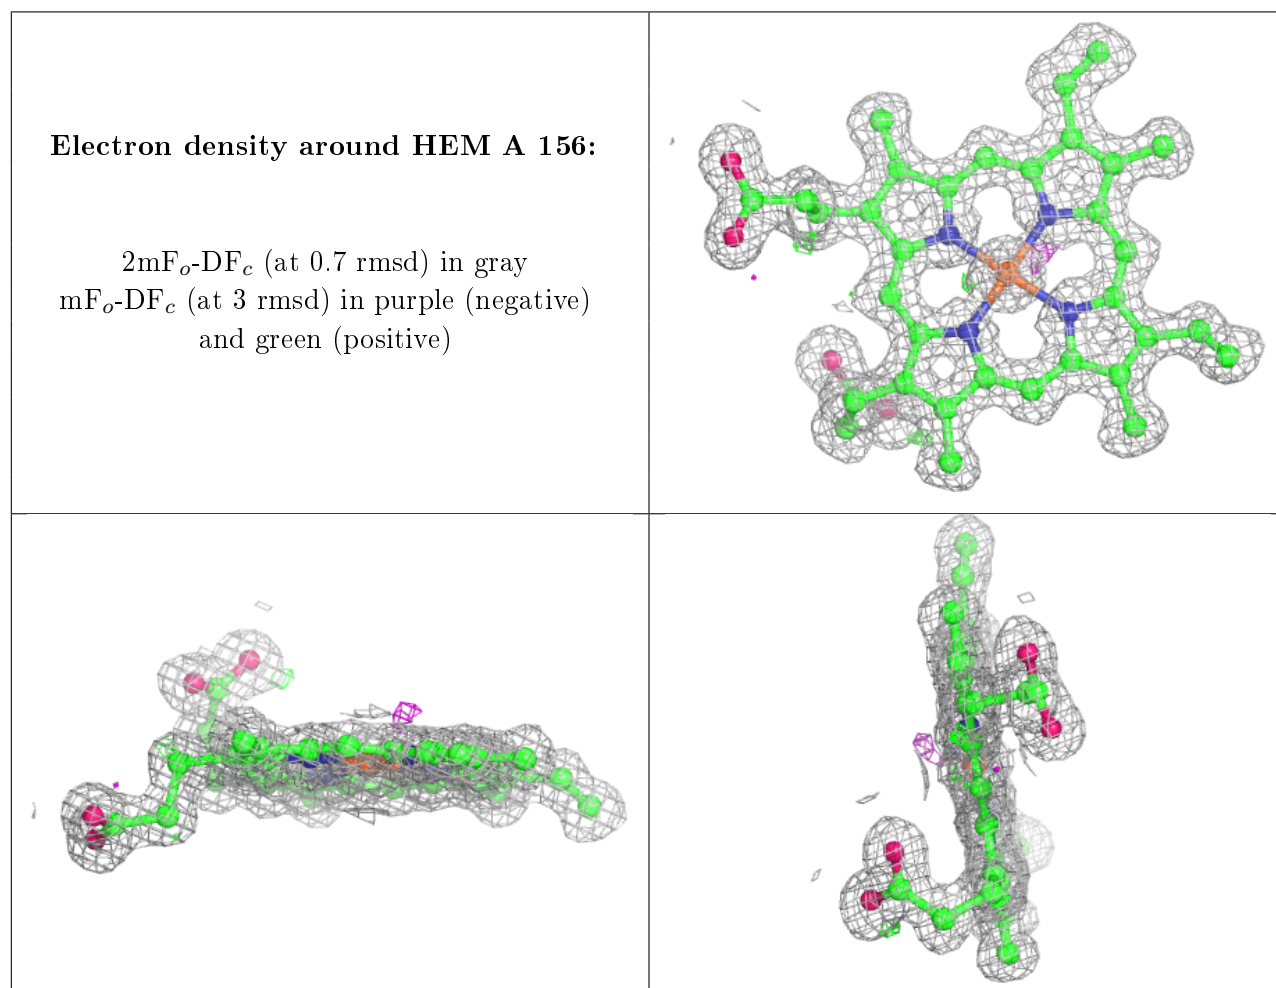 Electron density around HEM A 156:
2mFo-DFc (at 0.7 rmsd) in gray
mFo-DFc (at 3 rmsd) in purple (negative)
and green (positive)